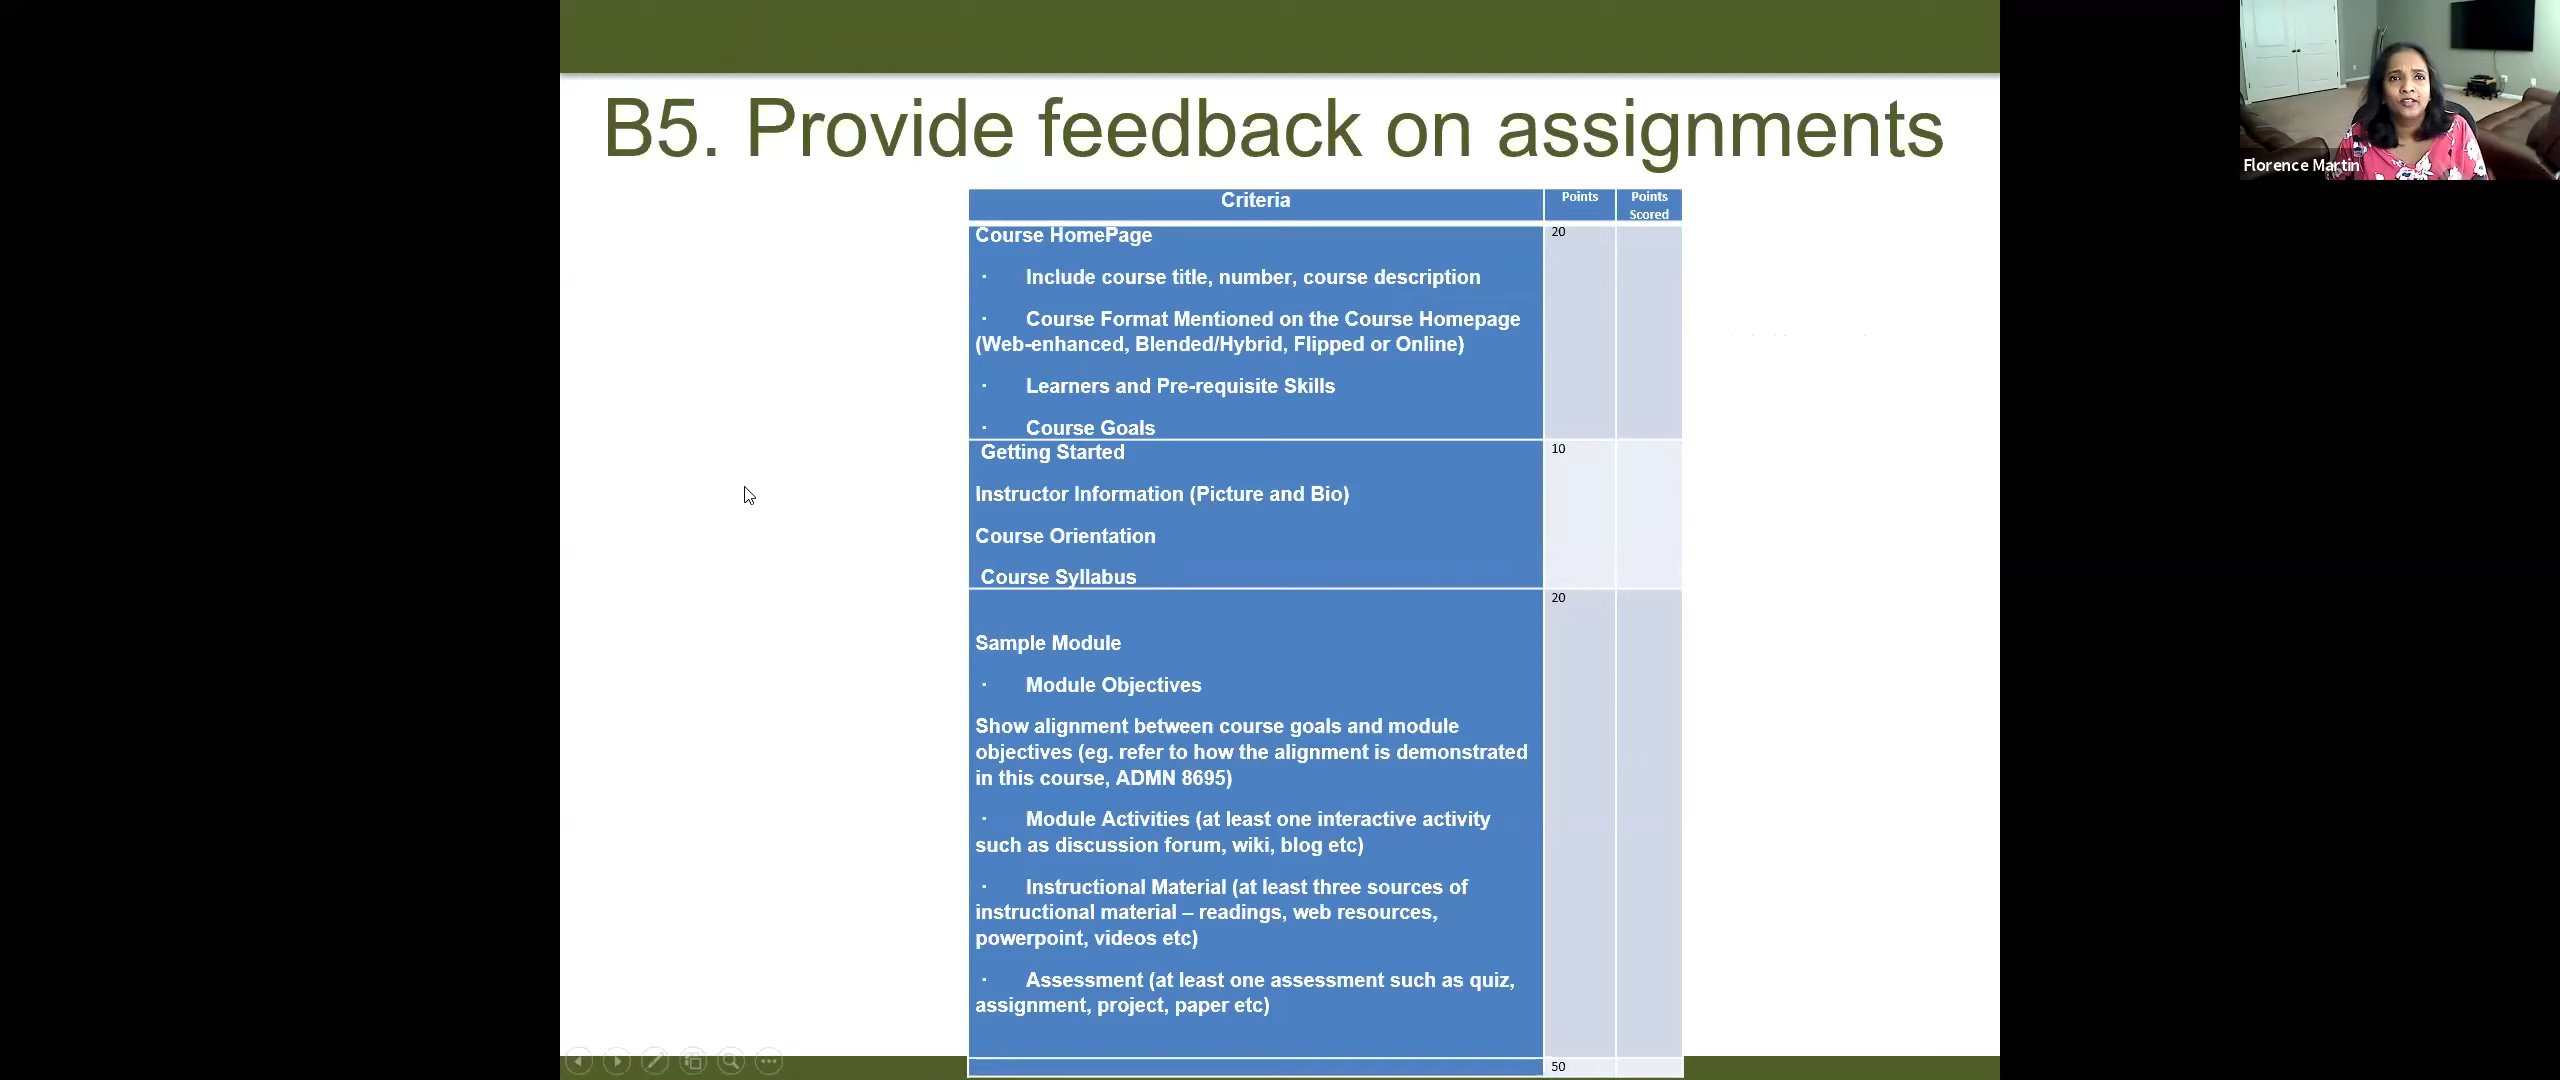 B5. Provide feedback on assignments
Florence Martin
Criteria
Points
Points
Scored
Course HomePage
20
· Include course title, number, course description
· Course Format Mentioned on the Course Homepage
(Web-enhanced, Blended/Hybrid, Flipped or Online)
· Learners and Pre-requisite Skills
· Course Goals
Getting Started
10
Instructor Information (Picture and Bio)
Course Orientation
Course Syllabus
20
Sample Module
· Module Objectives
Show alignment between course goals and module
objectives (eg. refer to how the alignment is demonstrated
in this course, ADMN 8695)
· Module Activities (at least one interactive activity
such as discussion forum, wiki, blog etc)
· Instructional Material (at least three sources of
instructional material – readings, web resources,
powerpoint, videos etc)
· Assessment (at least one assessment such as quiz,
assignment, project, paper etc)
50